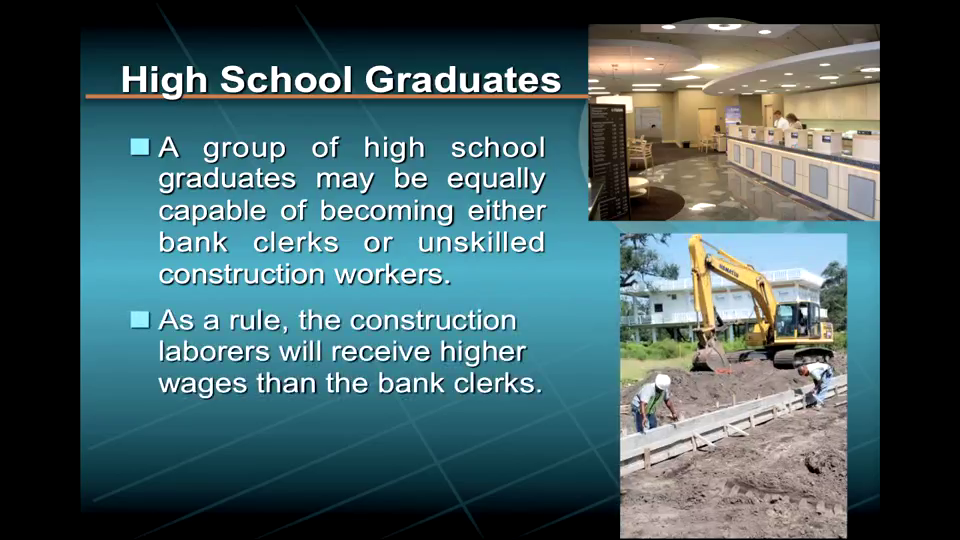 High School Graduates
A group of high school
graduates may be equally
capable of becoming either
bank clerks or unskilled
construction workers.
As a rule, the construction
laborers will receive higher
wages than the bank clerks.
KOMATSU